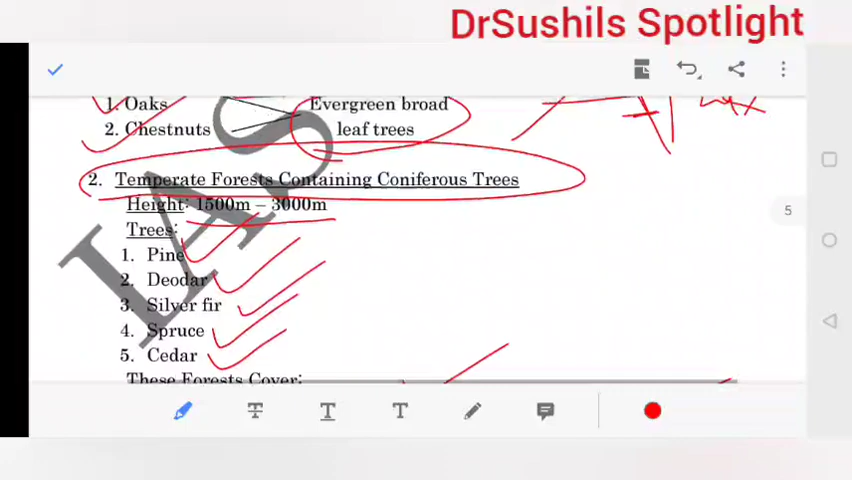 DrSushils Spotlight
1. Oaks
Evergreen broad
2. Chestnuts
leaf trees
2. Temperate Forests Containing Coniferous Trees
Height: 1500m – 3000m
Trees:
1. Pine
2. Deodar
3. Silver fir
4. Spruce
5. Cedar
These Forests Cover:
IAS
5
T
T
T